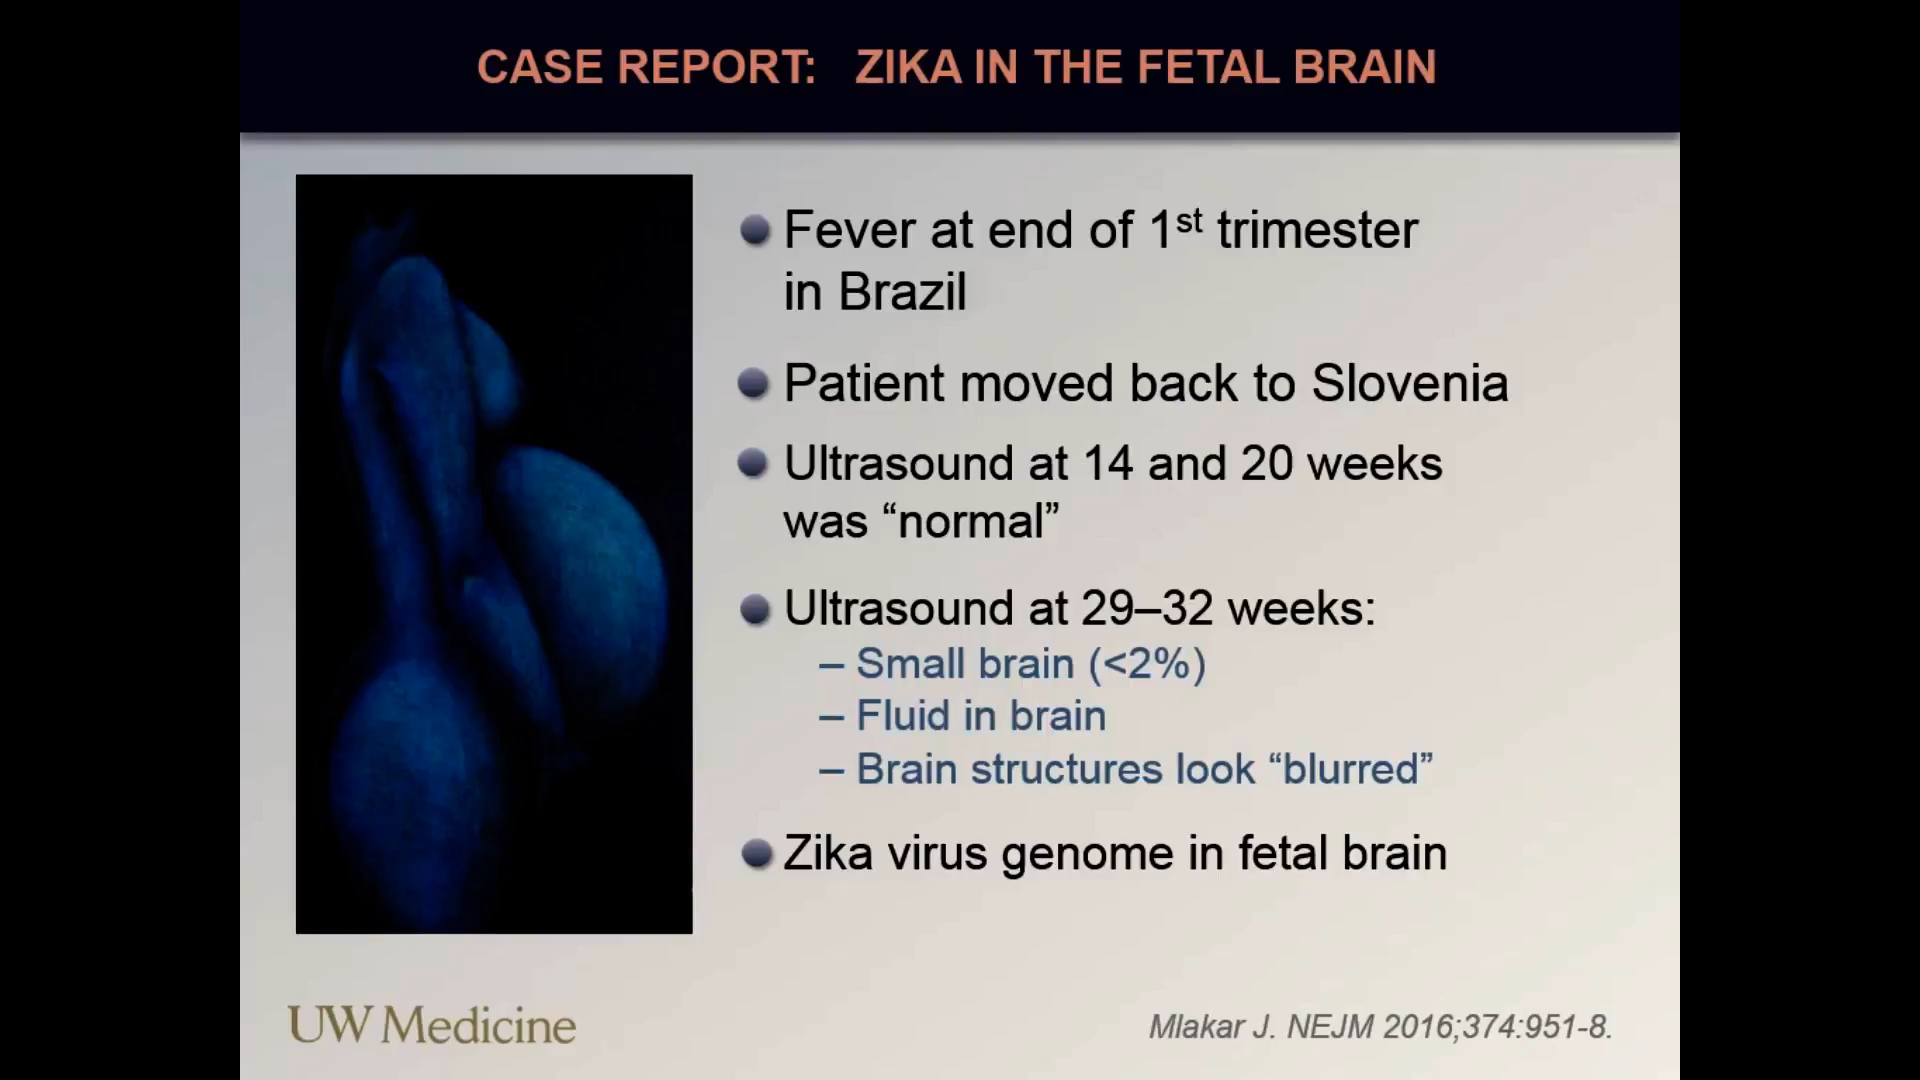 CASE REPORT: ZIKA IN THE FETAL BRAIN
Fever at end of 1st trimester
in Brazil
Patient moved back to Slovenia
Ultrasound at 14 and 20 weeks
was “normal”
Ultrasound at 29–32 weeks:
– Small brain (<2%)
– Fluid in brain
– Brain structures look “blurred”
Zika virus genome in fetal brain
UW Medicine
Mlakar J. NEJM 2016;374:951-8.